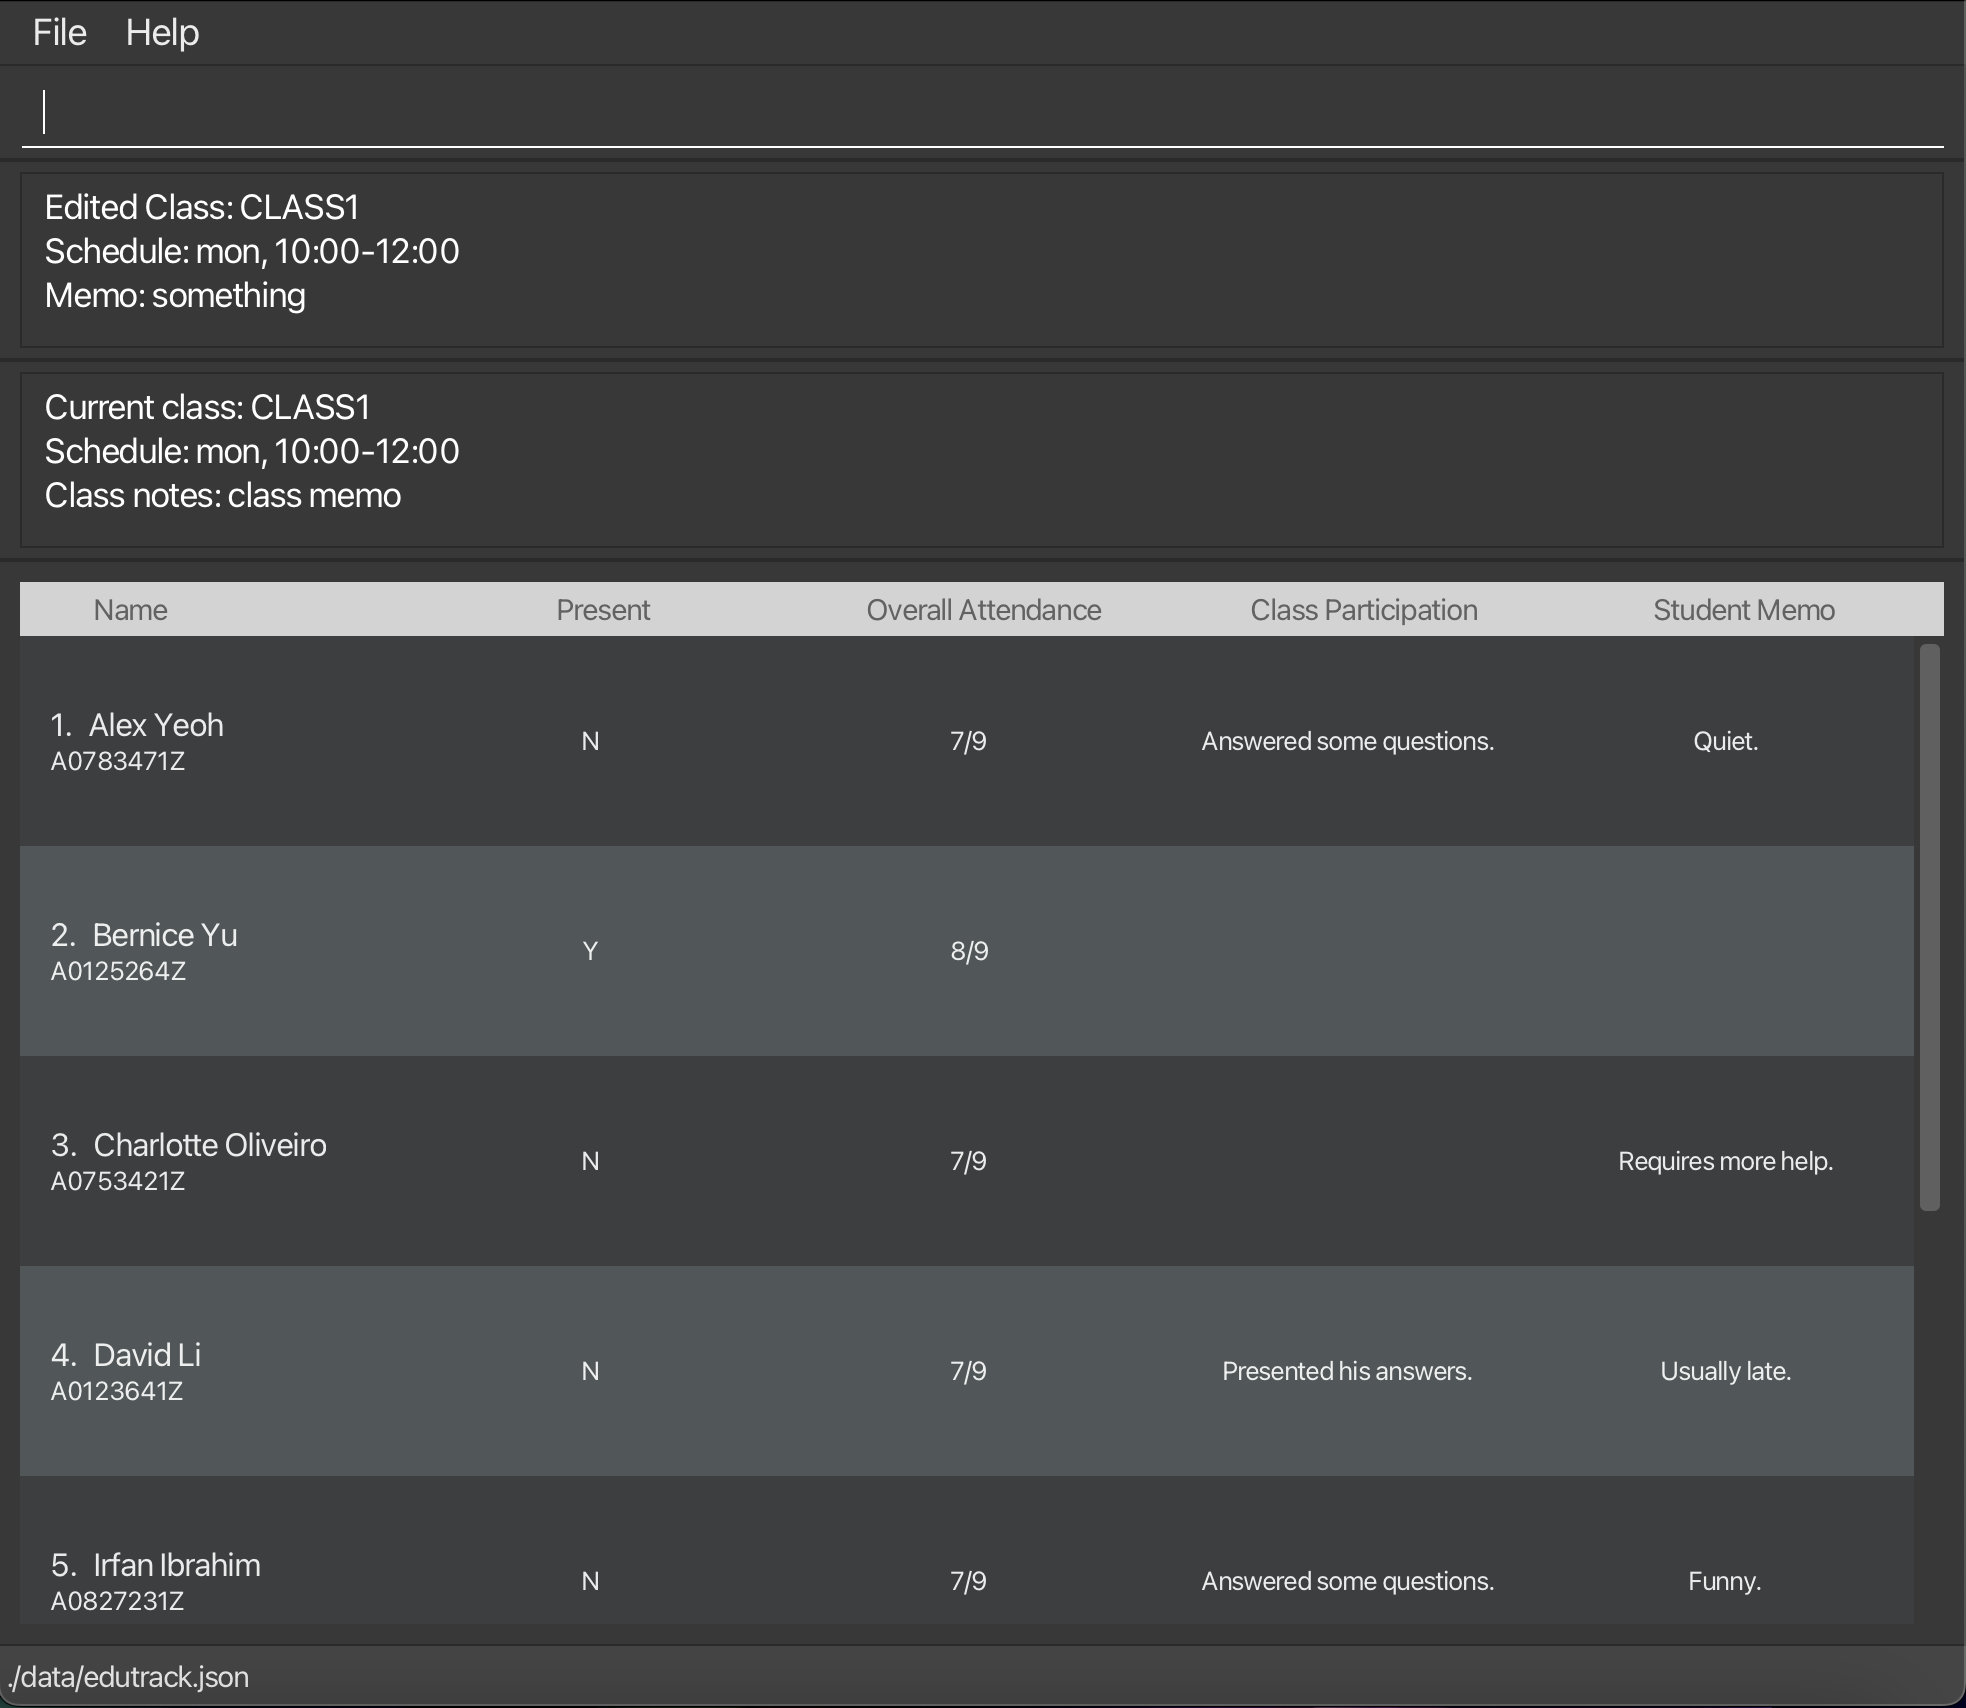 File Help
Edited Class: CLASS1
Schedule: mon, 10:00-12:00
Memo: something
Current class: CLASS1
Schedule: mon, 10:00-12:00
Class notes: class memo
Name Present Overall Attendance Class Participation Student Memo
1. Alex Yeoh
A0783471Z
N 7/9 Answered some questions. Quiet.
2. Bernice Yu
A0125264Z
Y 8/9
3. Charlotte Oliveiro
A0753421Z
N 7/9 Requires more help.
4. David Li
A0123641Z
N 7/9 Presented his answers. Usually late.
5. Irfan Ibrahim
A0827231Z
N 7/9 Answered some questions. Funny.
./data/edutrack.json